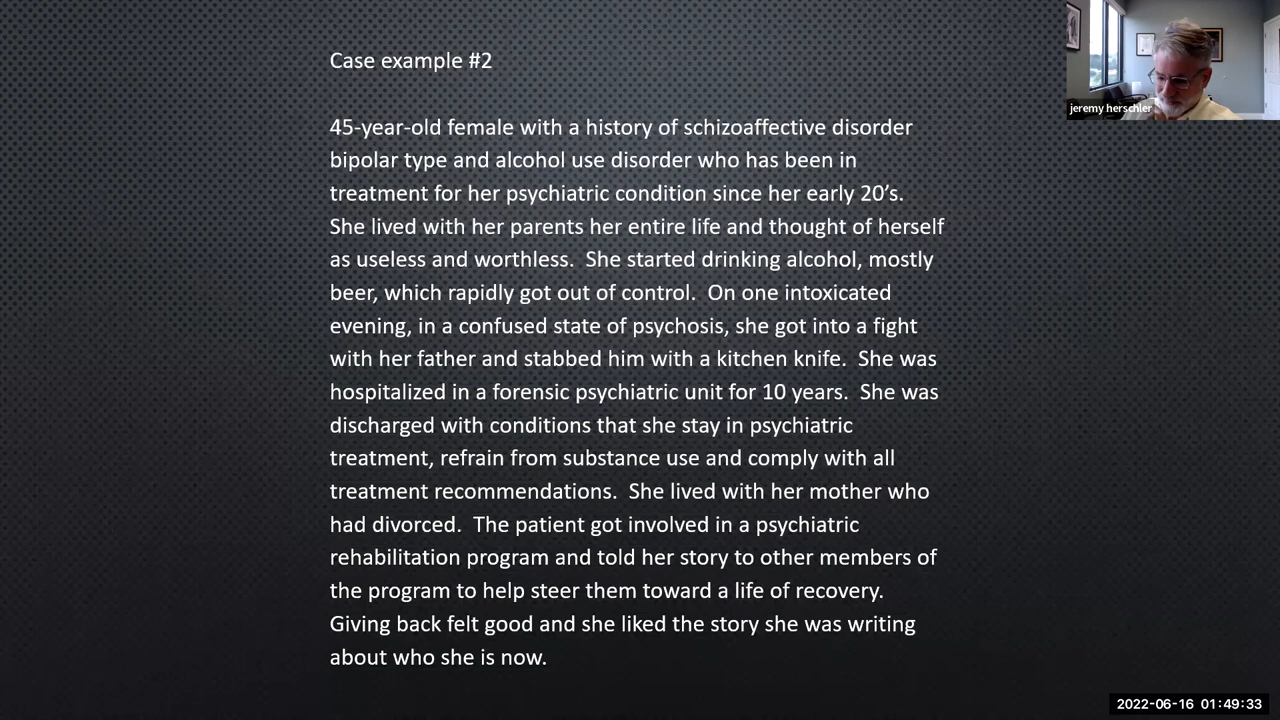 Case example #2
45-year-old female with a history of schizoaffective disorder
bipolar type and alcohol use disorder who has been in
treatment for her psychiatric condition since her early 20’s.
She lived with her parents her entire life and thought of herself
as useless and worthless.  She started drinking alcohol, mostly
beer, which rapidly got out of control.  On one intoxicated
evening, in a confused state of psychosis, she got into a fight
with her father and stabbed him with a kitchen knife.  She was
hospitalized in a forensic psychiatric unit for 10 years.  She was
discharged with conditions that she stay in psychiatric
treatment, refrain from substance use and comply with all
treatment recommendations.  She lived with her mother who
had divorced.  The patient got involved in a psychiatric
rehabilitation program and told her story to other members of
the program to help steer them toward a life of recovery.
Giving back felt good and she liked the story she was writing
about who she is now.
jeremy herschler
2022-06-16 01:49:33